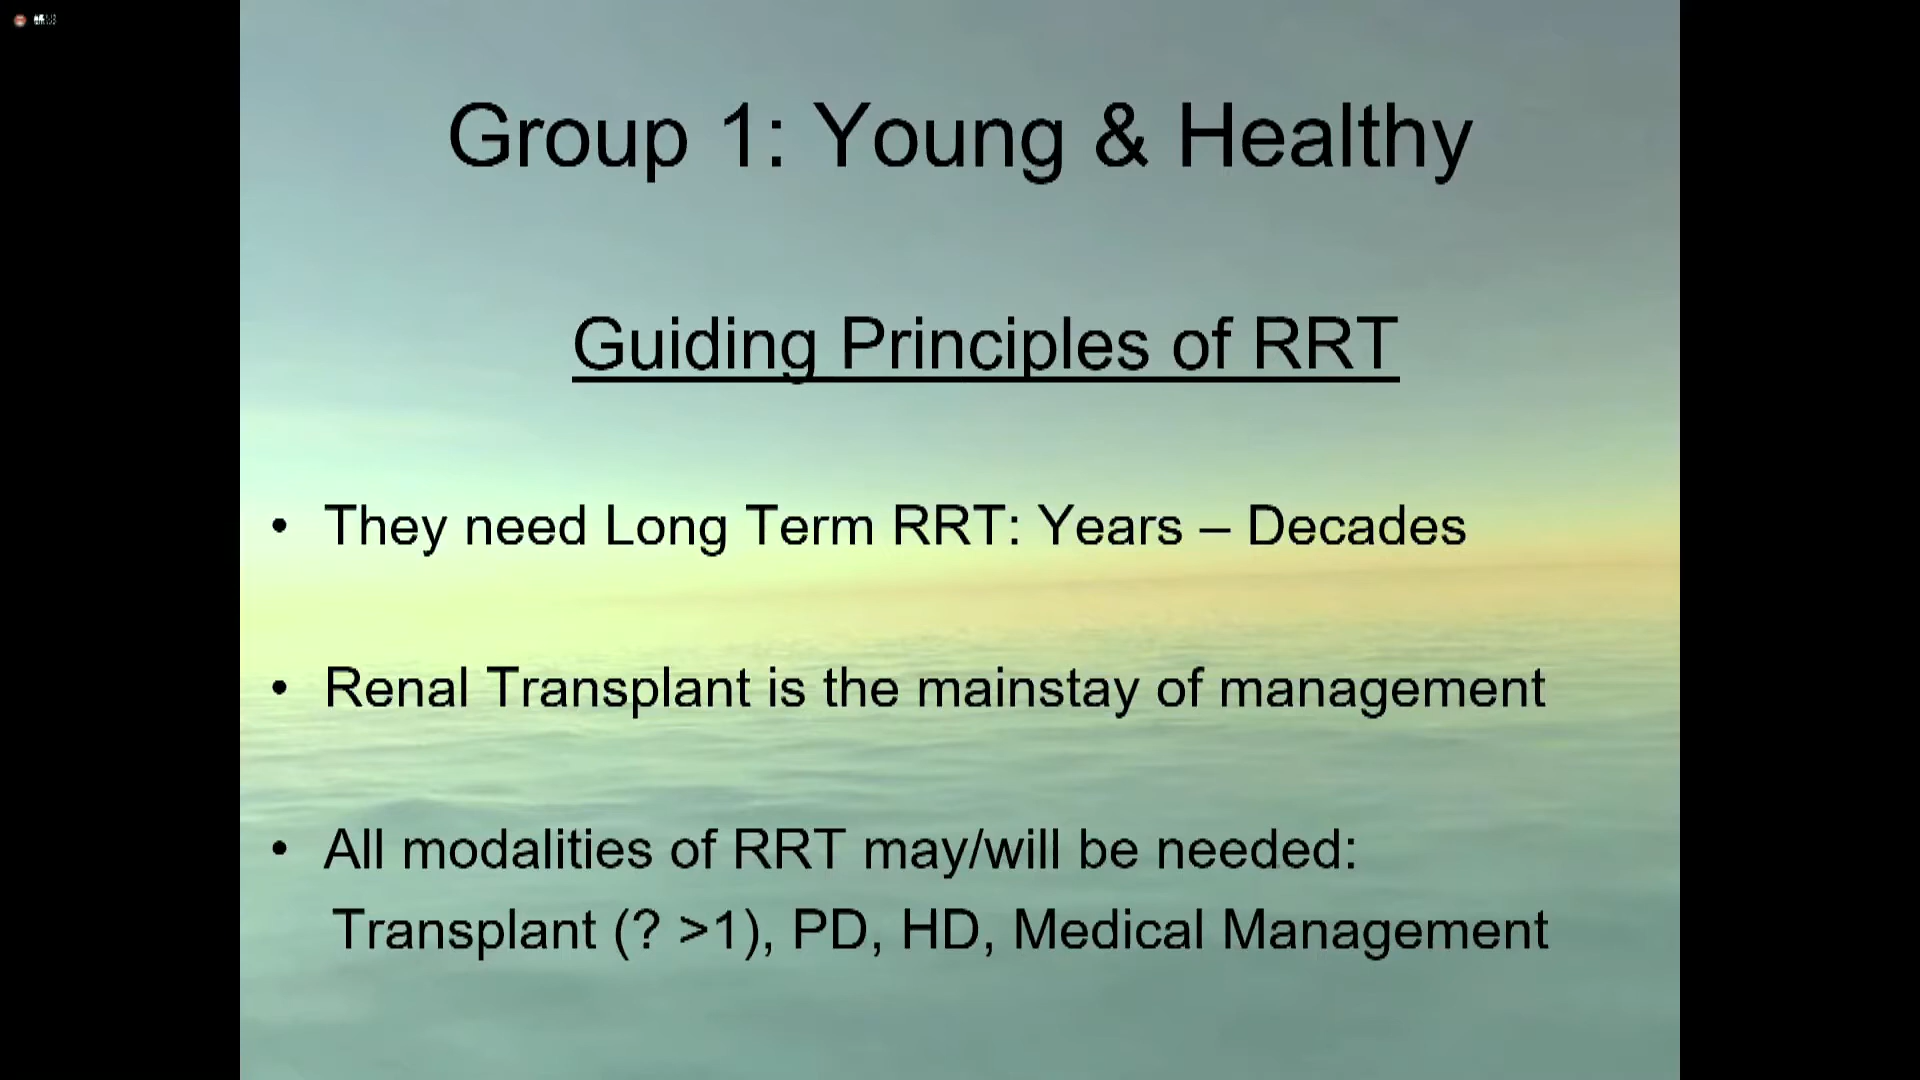 Group 1: Young & Healthy
Guiding Principles of RRT
• They need Long Term RRT: Years – Decades
• Renal Transplant is the mainstay of management
• All modalities of RRT may/will be needed:
Transplant (? >1), PD, HD, Medical Management